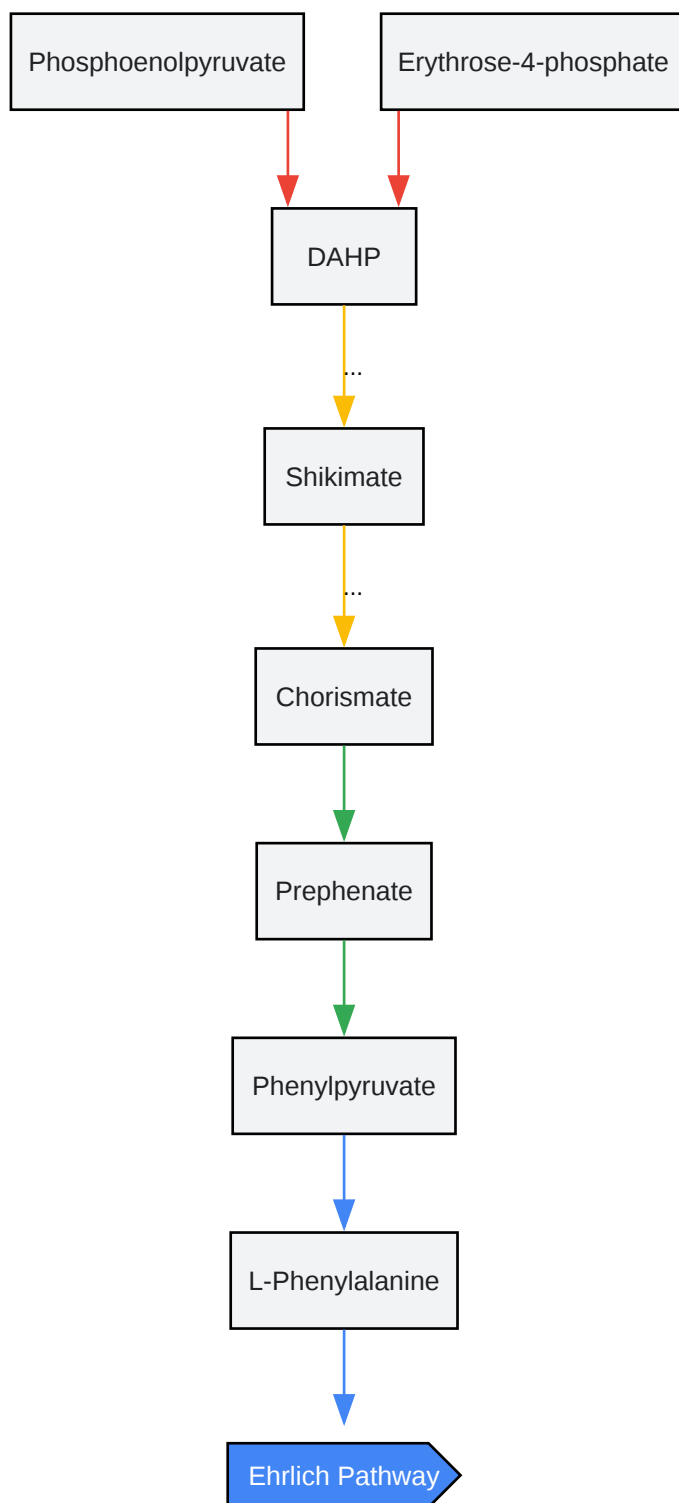 Phosphoenolpyruvate
Erythrose-4-phosphate
DAHP
...
Shikimate
...
Chorismate
Prephenate
Phenylpyruvate
L-Phenylalanine
Ehrlich Pathway